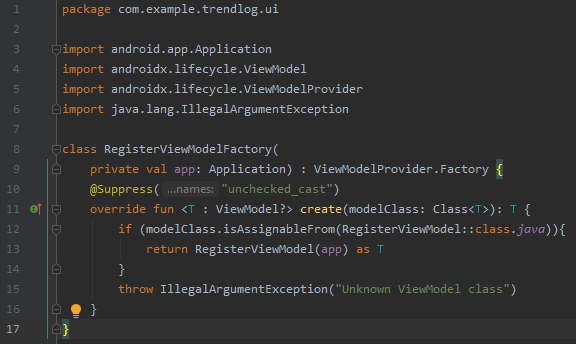 1 package com.example.trendlog.ui
2
3 import android.app.Application
4 import androidx.lifecycle.ViewModel
5 import androidx.lifecycle.ViewModelProvider
6 import java.lang.IllegalArgumentException
7
8 class RegisterViewModelFactory(
9     private val app: Application) : ViewModelProvider.Factory {
10     @Suppress( ...names: "unchecked_cast")
11     override fun <T : ViewModel?> create(modelClass: Class<T>): T {
12         if (modelClass.isAssignableFrom(RegisterViewModel::class.java)){
13             return RegisterViewModel(app) as T
14         }
15         throw IllegalArgumentException("Unknown ViewModel class")
16     }
17 }